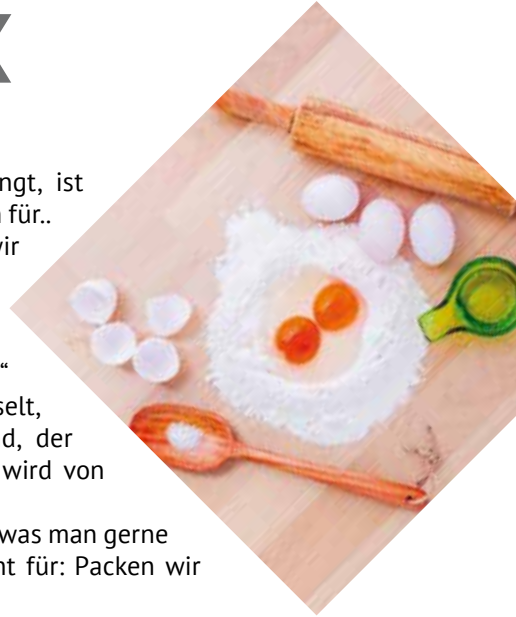 ngt, ist
für..
vir
“
selt,
d, der
wird von
was man gerne
nt für: Packen wir